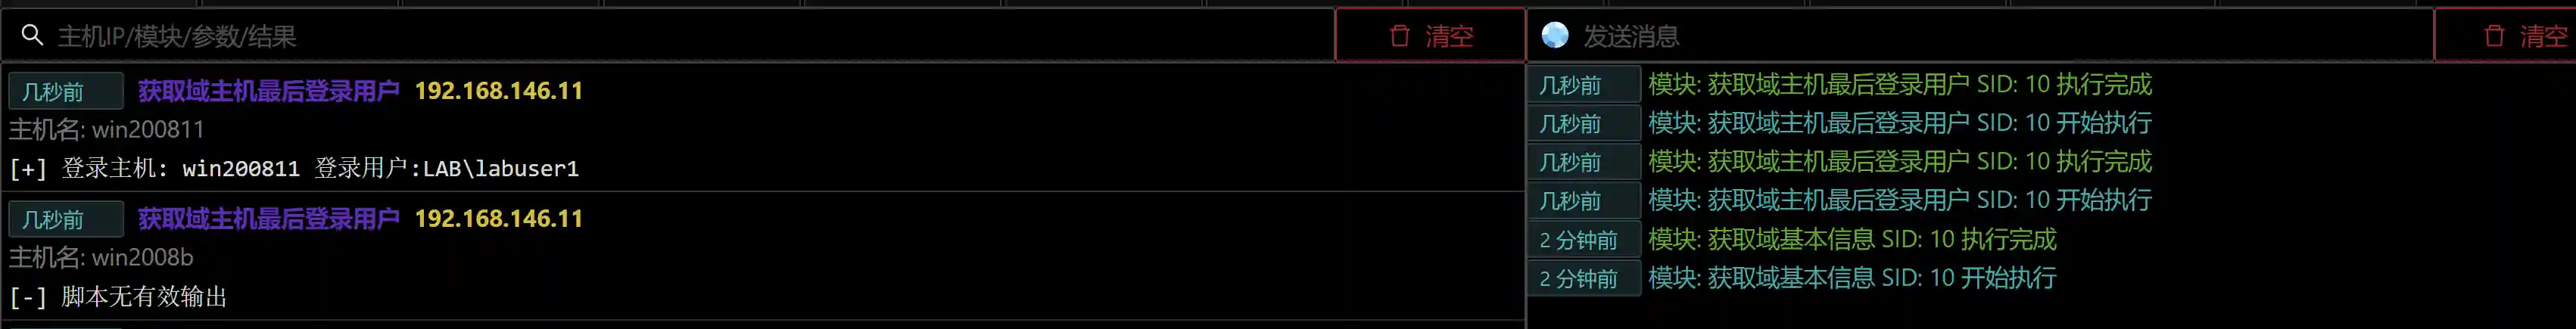 主机IP/模块/参数/结果
清空
几秒前 获取域主机最后登录用户 192.168.146.11
主机名: win200811
[+] 登录主机: win200811 登录用户:LAB\labuser1
几秒前 获取域主机最后登录用户 192.168.146.11
主机名: win2008b
[-] 脚本无有效输出
发送消息
清空
几秒前 模块: 获取域主机最后登录用户 SID: 10 执行完成
几秒前 模块: 获取域主机最后登录用户 SID: 10 开始执行
几秒前 模块: 获取域主机最后登录用户 SID: 10 执行完成
几秒前 模块: 获取域主机最后登录用户 SID: 10 开始执行
2 分钟前 模块: 获取域基本信息 SID: 10 执行完成
2 分钟前 模块: 获取域基本信息 SID: 10 开始执行